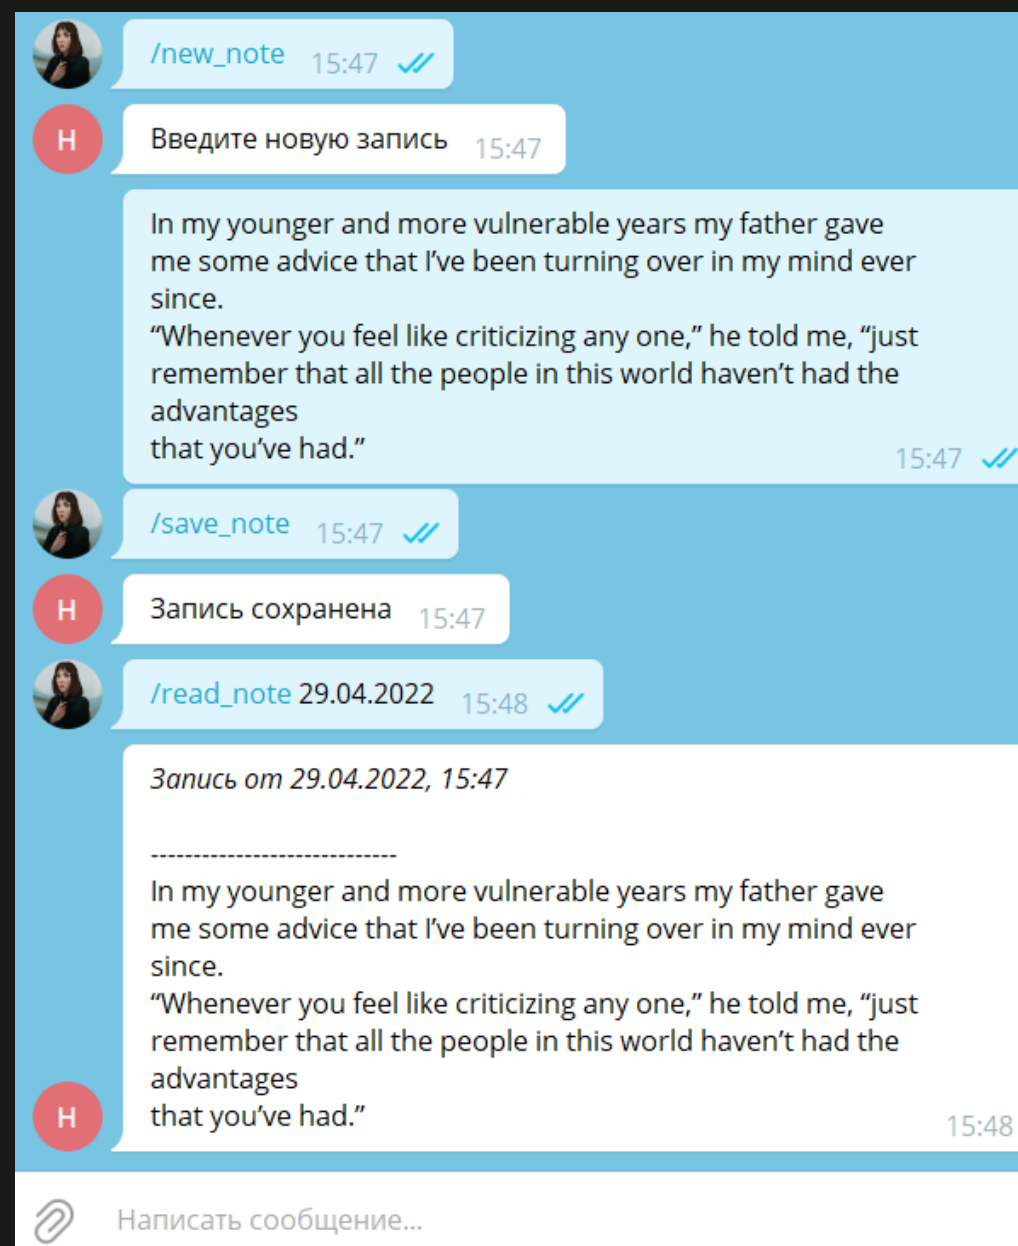 /new_note 15:47
H
Введите новую запись 15:47
In my younger and more vulnerable years my father gave
me some advice that I’ve been turning over in my mind ever
since.
“Whenever you feel like criticizing any one,” he told me, “just
remember that all the people in this world haven’t had the
advantages
that you’ve had.”
15:47
/save_note 15:47
H
Запись сохранена 15:47
/read_note 29.04.2022 15:48
Запись от 29.04.2022, 15:47
-----------------------------
In my younger and more vulnerable years my father gave
me some advice that I’ve been turning over in my mind ever
since.
“Whenever you feel like criticizing any one,” he told me, “just
remember that all the people in this world haven’t had the
advantages
that you’ve had.”
H
15:48
Написать сообщение...